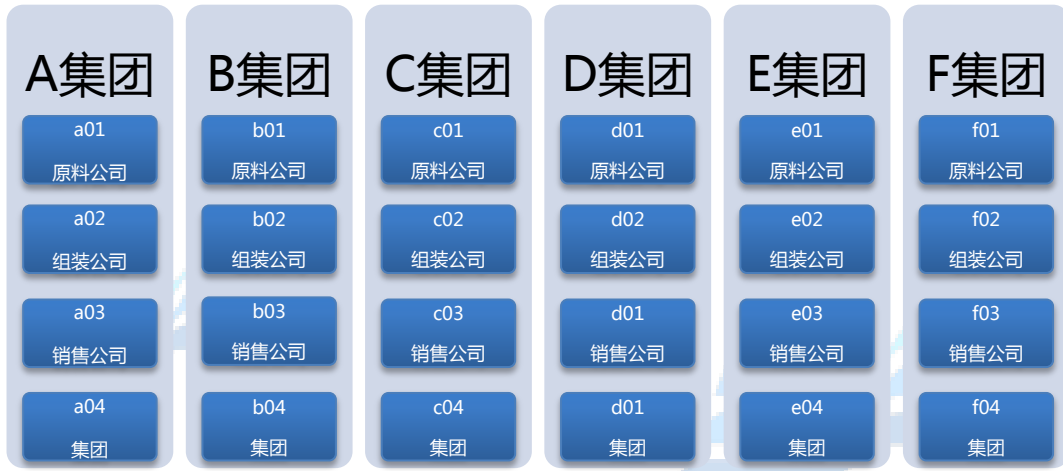 A集团
a01
原料公司
a02
组装公司
a03
销售公司
a04
集团
B集团
b01
原料公司
b02
组装公司
b03
销售公司
b04
集团
C集团
c01
原料公司
c02
组装公司
c03
销售公司
c04
集团
D集团
d01
原料公司
d02
组装公司
d01
销售公司
d01
集团
E集团
e01
原料公司
e02
组装公司
e03
销售公司
e04
集团
F集团
f01
原料公司
f02
组装公司
f03
销售公司
f04
集团